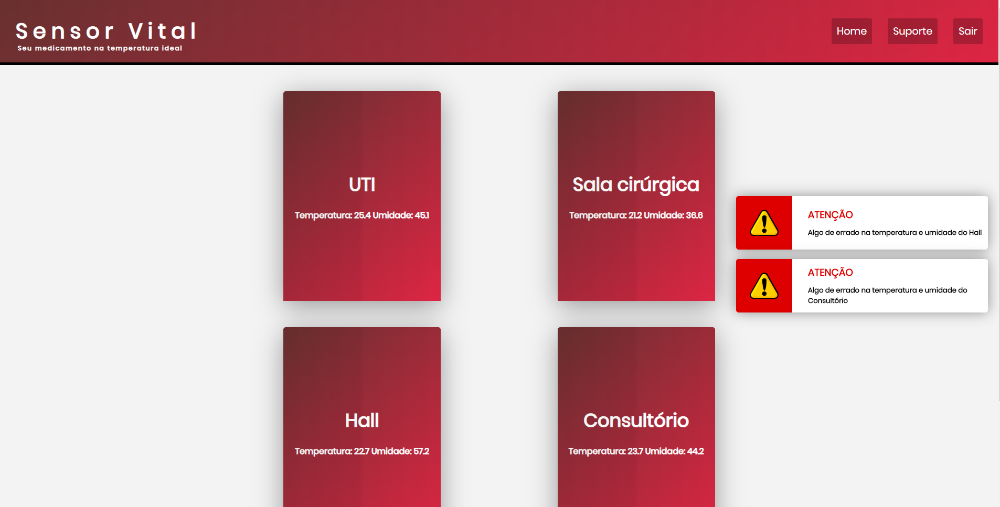 Sensor Vital
Seu medicamento na temperatura ideal
Home
Suporte
Sair
UTI
Temperatura: 25.4 Umidade: 45.1
Sala cirúrgica
Temperatura: 21.2 Umidade: 36.6
ATENÇÃO
Algo de errado na temperatura e umidade do Hall
ATENÇÃO
Algo de errado na temperatura e umidade do
Consultório
Hall
Temperatura: 22.7 Umidade: 57.2
Consultório
Temperatura: 23.7 Umidade: 44.2